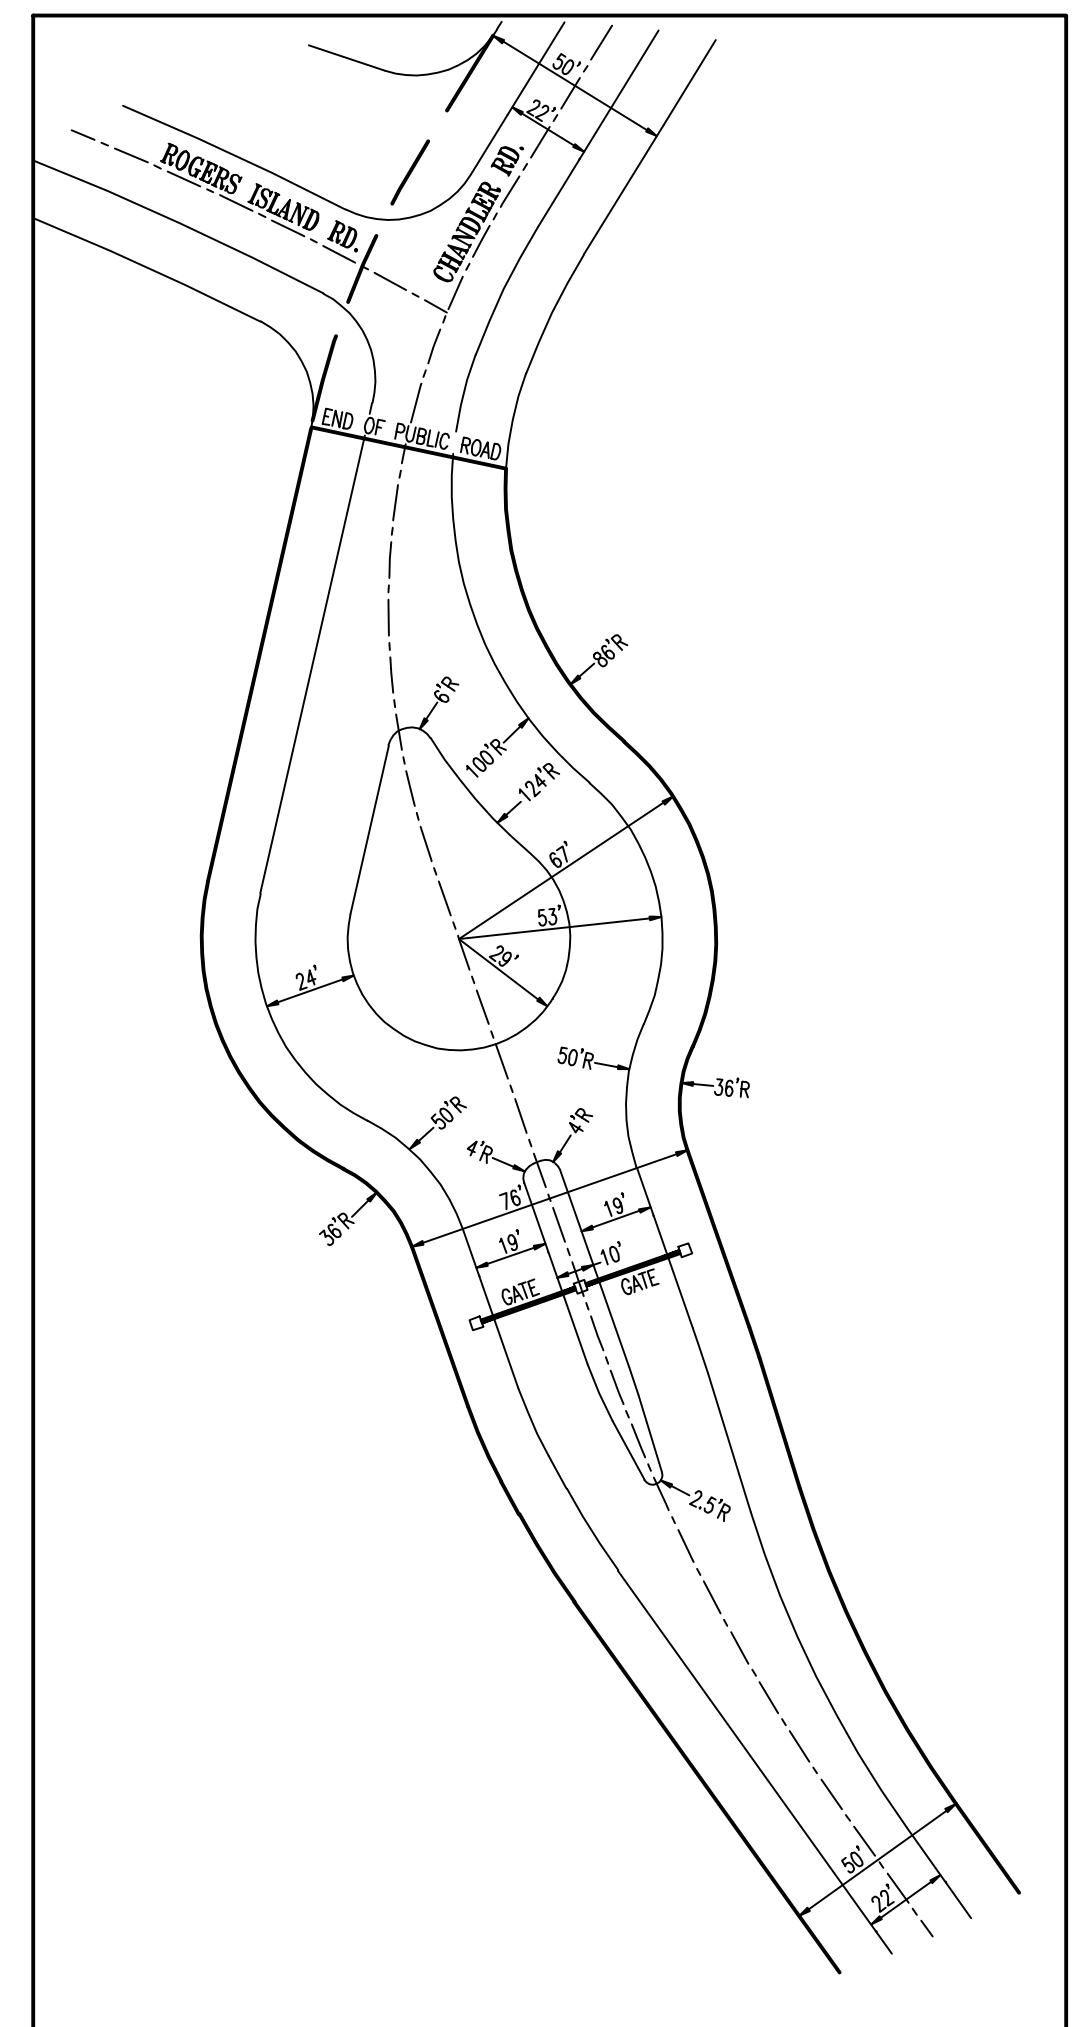 50'
22'
ROGERS ISLAND RD.
CHANDLER RD.
END OF PUBLIC ROAD
86'R
6'R
100'R
124'R
67'
53'
29'
24'
50'R
36'R
50'R
4'R
4'R
76'
19'
36'R
19'
10'
GATE
GATE
2.5'R
50'
22'